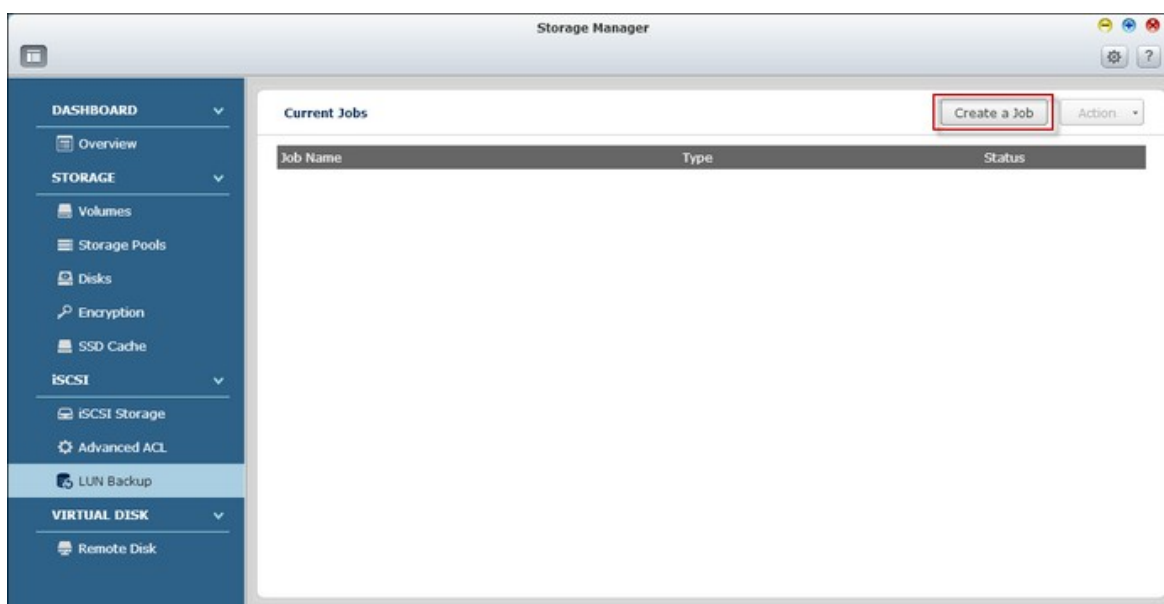 Storage Manager
?
DASHBOARD
Overview
STORAGE
Volumes
Storage Pools
Disks
Encryption
SSD Cache
iSCSI
iSCSI Storage
Advanced ACL
LUN Backup
VIRTUAL DISK
Remote Disk
Current Jobs Create a Job Action
Job Name Type Status